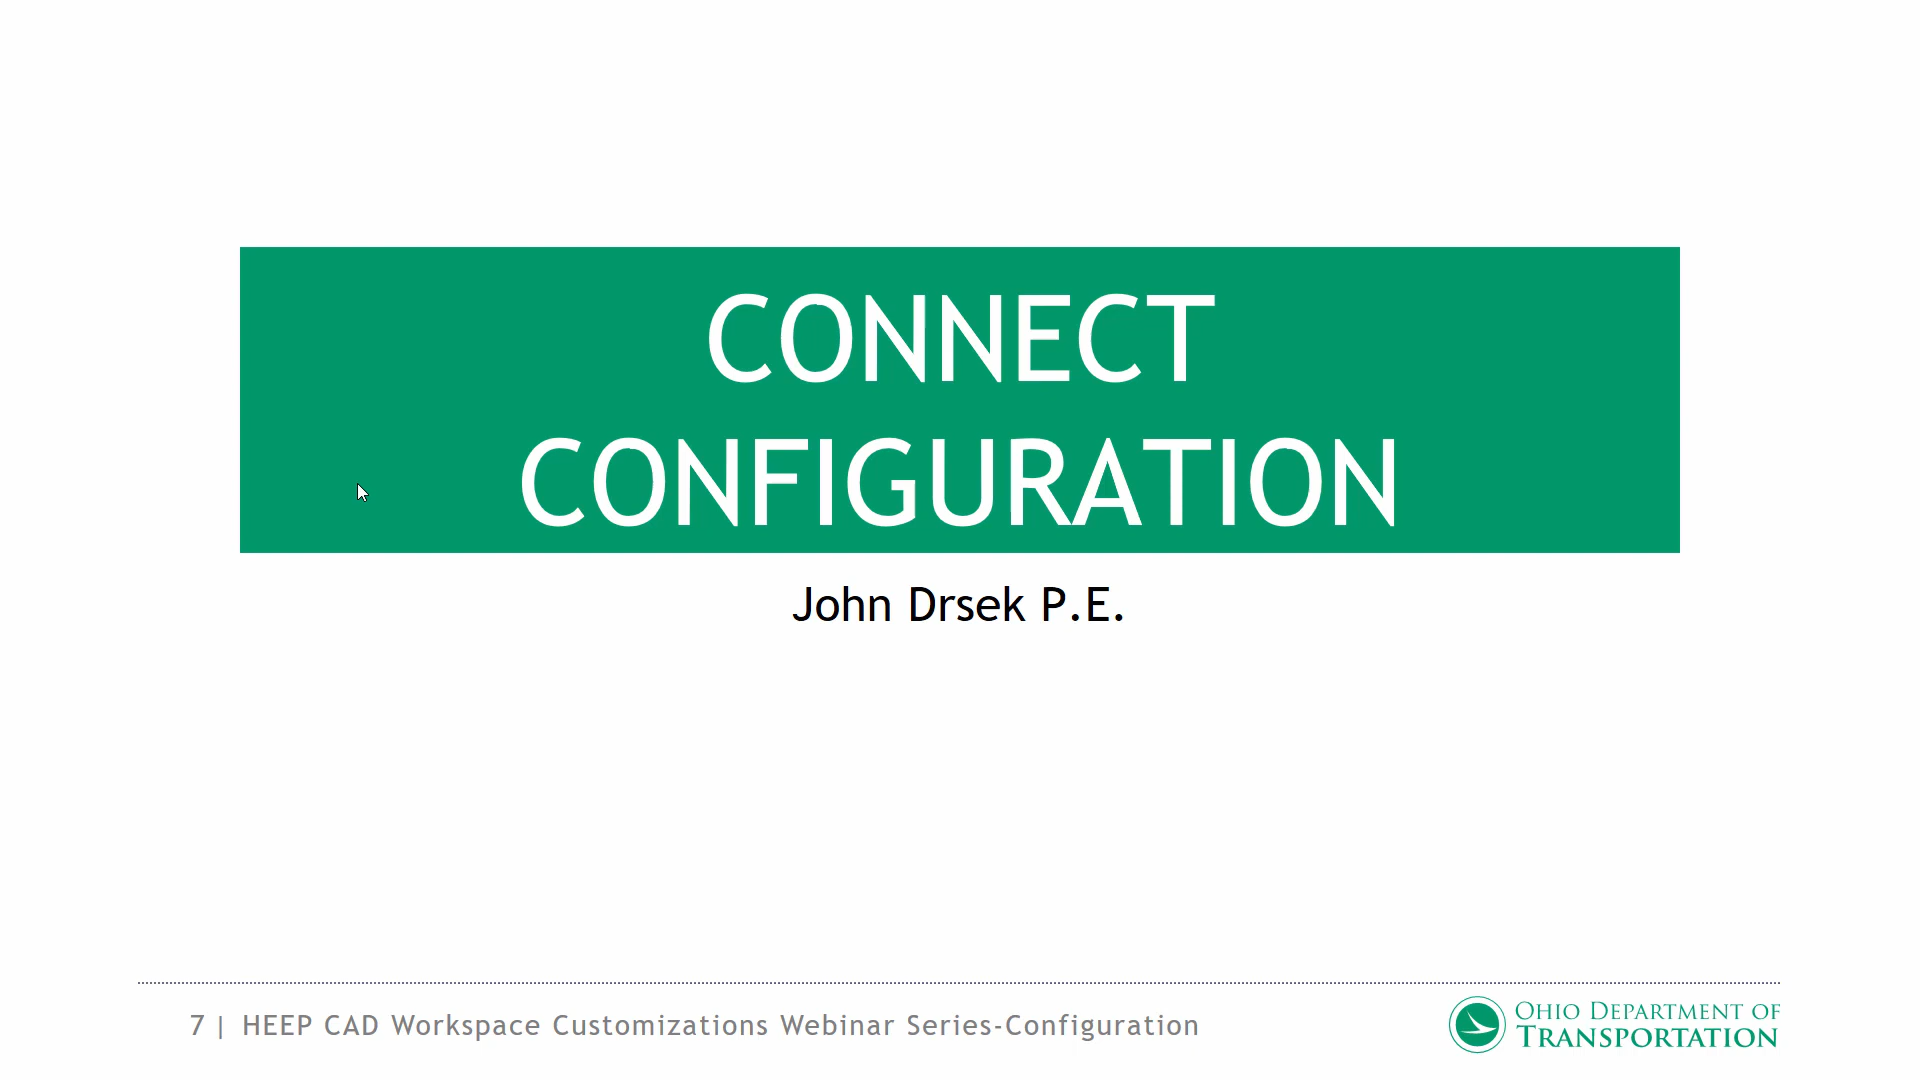 CONNECT
CONFIGURATION
John Drsek P.E.
7 | HEEP CAD Workspace Customizations Webinar Series-Configuration
OHIO DEPARTMENT OF
TRANSPORTATION